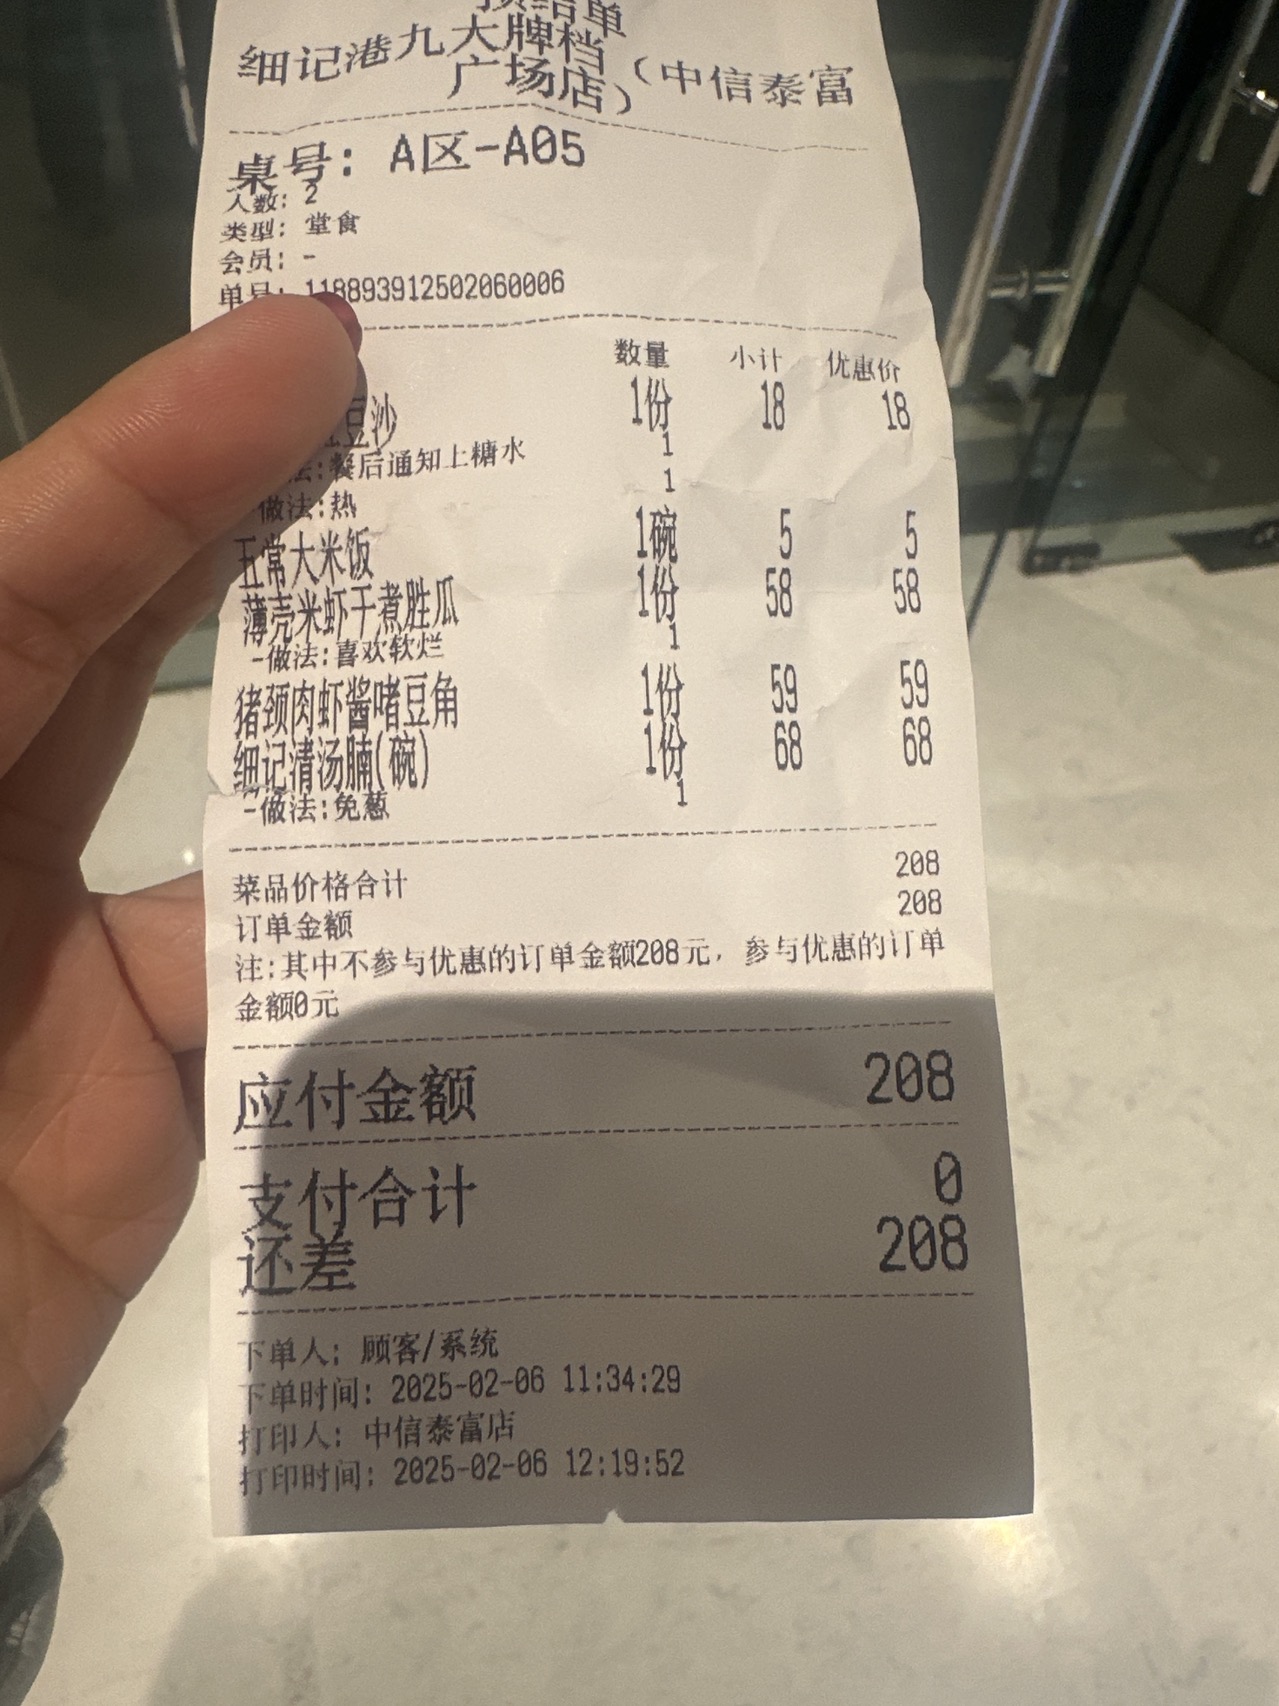 预结单
细记港九大牌档（中信泰富
广场店）
桌号: A区-A05
人数: 2
类型: 堂食
会员: -
单号: 118893912502060006
数量 小计 优惠价
豆沙 1份 18 18
法:餐后通知上糖水 1
-做法:热 1
五常大米饭 1碗 5 5
薄壳米虾干煮胜瓜 1份 58 58
-做法:喜欢软烂 1
猪颈肉虾酱啫豆角 1份 59 59
细记清汤腩(碗) 1份 68 68
-做法:免葱 1
菜品价格合计 208
订单金额 208
注:其中不参与优惠的订单金额208元, 参与优惠的订单
金额0元
应付金额 208
支付合计 0
还差 208
下单人: 顾客/系统
下单时间: 2025-02-06 11:34:29
打印人: 中信泰富店
打印时间: 2025-02-06 12:19:52